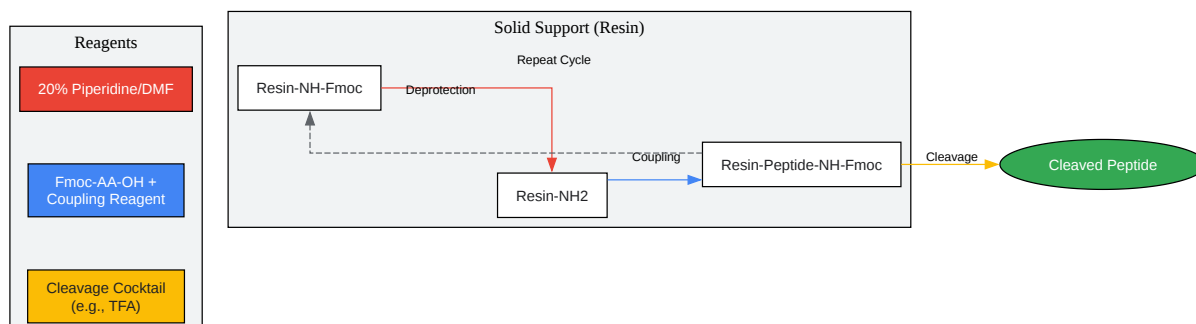 Reagents
20% Piperidine/DMF
Fmoc-AA-OH +
Coupling Reagent
Cleavage Cocktail
(e.g., TFA)
Solid Support (Resin)
Repeat Cycle
Resin-NH-Fmoc
Deprotection
Coupling
Resin-NH2
Resin-Peptide-NH-Fmoc
Cleavage
Cleaved Peptide